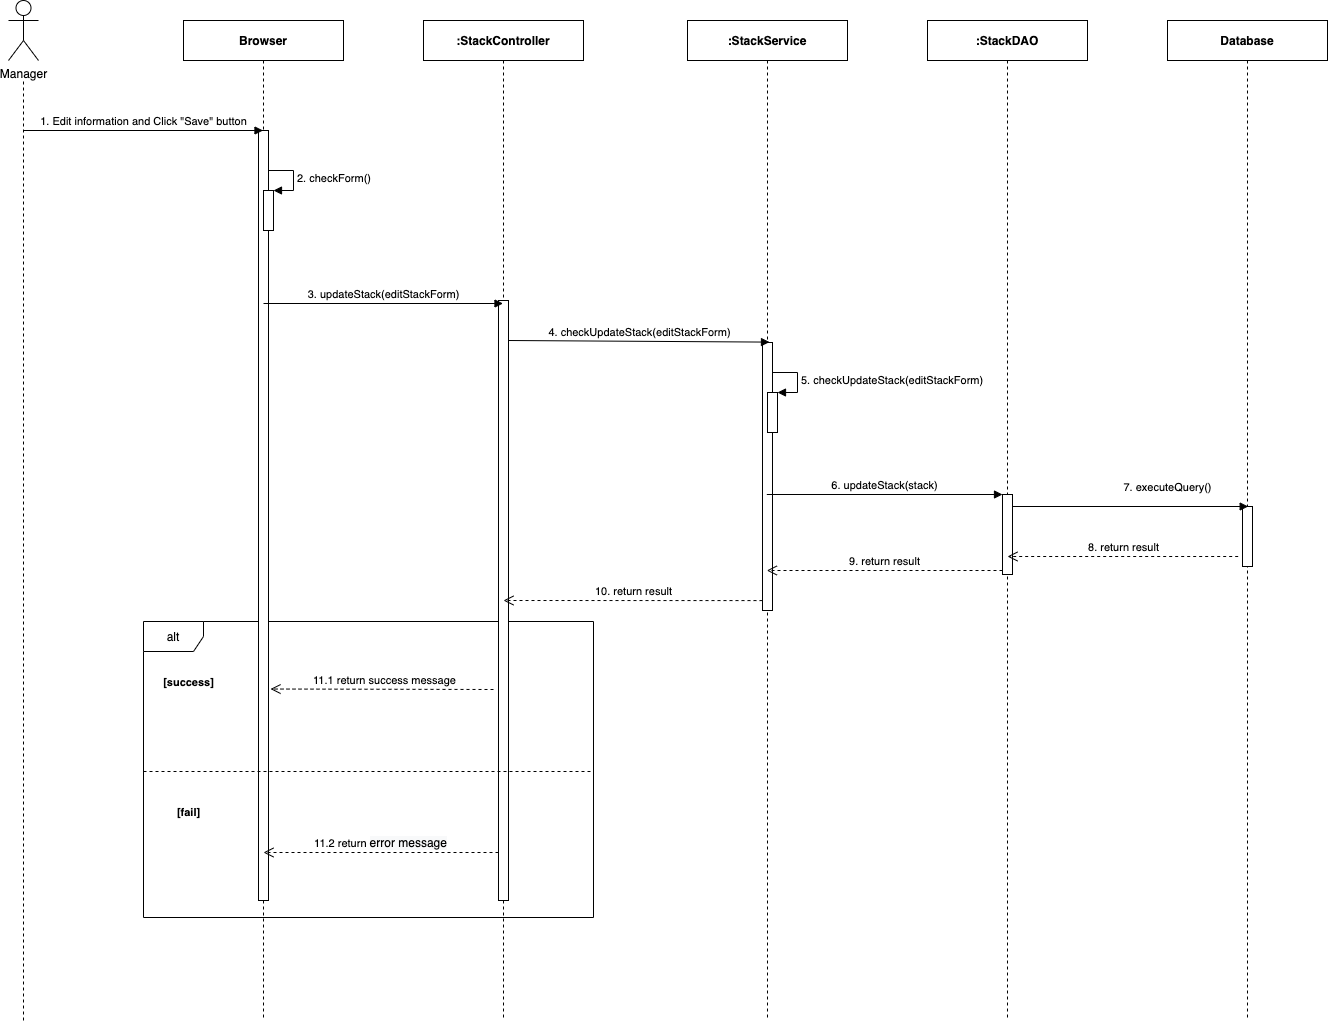 Manager
Browser
:StackController
:StackService
:StackDAO
Database
1. Edit information and Click "Save" button
2. checkForm()
3. updateStack(editStackForm)
4. checkUpdateStack(editStackForm)
5. checkUpdateStack(editStackForm)
6. updateStack(stack)
7. executeQuery()
8. return result
9. return result
10. return result
alt
[success]
11.1 return success message
[fail]
11.2 return error message